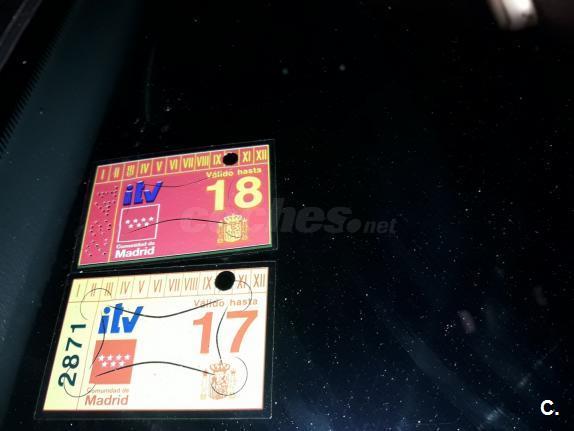 I II III IV V VI VII VIII IX XI XII
Válido hasta
itv 18
Comunidad de
Madrid
coches.net
I II III IV V VI VII VIII IX XI XII
Válido hasta
itv 17
2871
Comunidad de
Madrid
C.